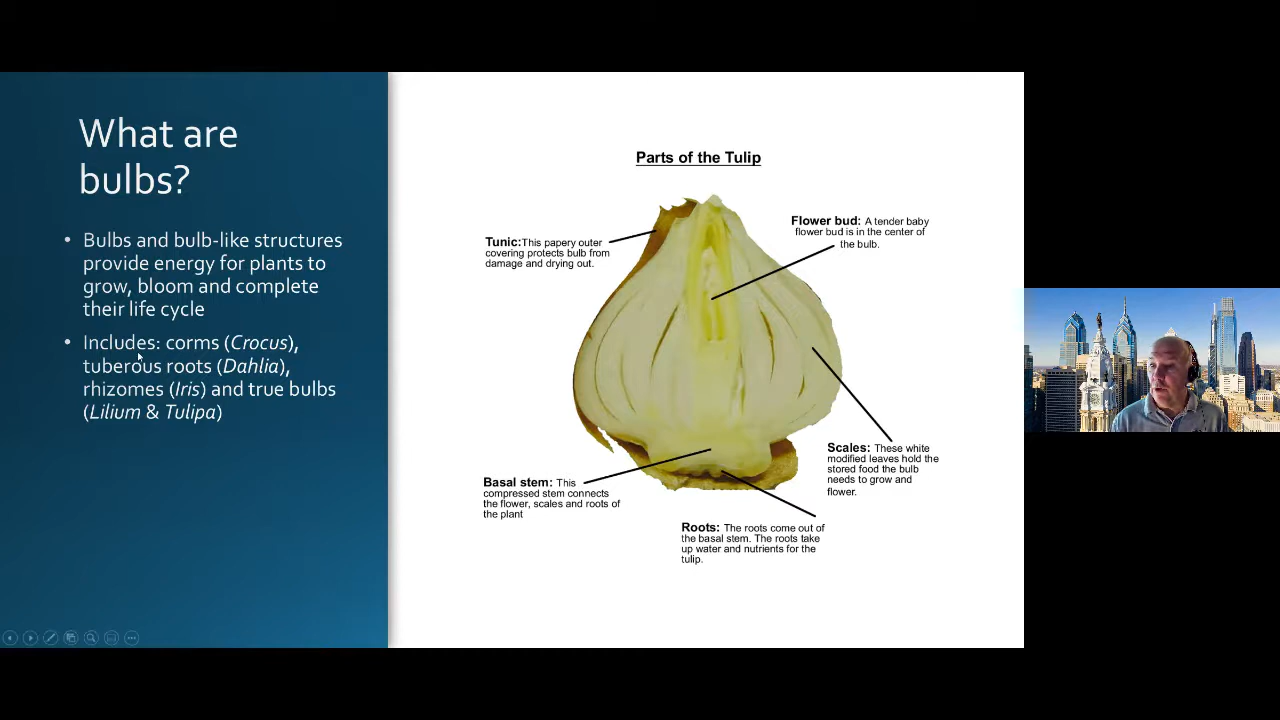 What are
bulbs?
• Bulbs and bulb-like structures
provide energy for plants to
grow, bloom and complete
their life cycle
• Includes: corms (Crocus),
tuberous roots (Dahlia),
rhizomes (Iris) and true bulbs
(Lilium & Tulipa)
Parts of the Tulip
Tunic:This papery outer
covering protects bulb from
damage and drying out.
Flower bud: A tender baby
flower bud is in the center of
the bulb.
Scales: These white
modified leaves hold the
stored food the bulb
needs to grow and
flower.
Basal stem: This
compressed stem connects
the flower, scales and roots of
the plant
Roots: The roots come out of
the basal stem. The roots take
up water and nutrients for the
tulip.